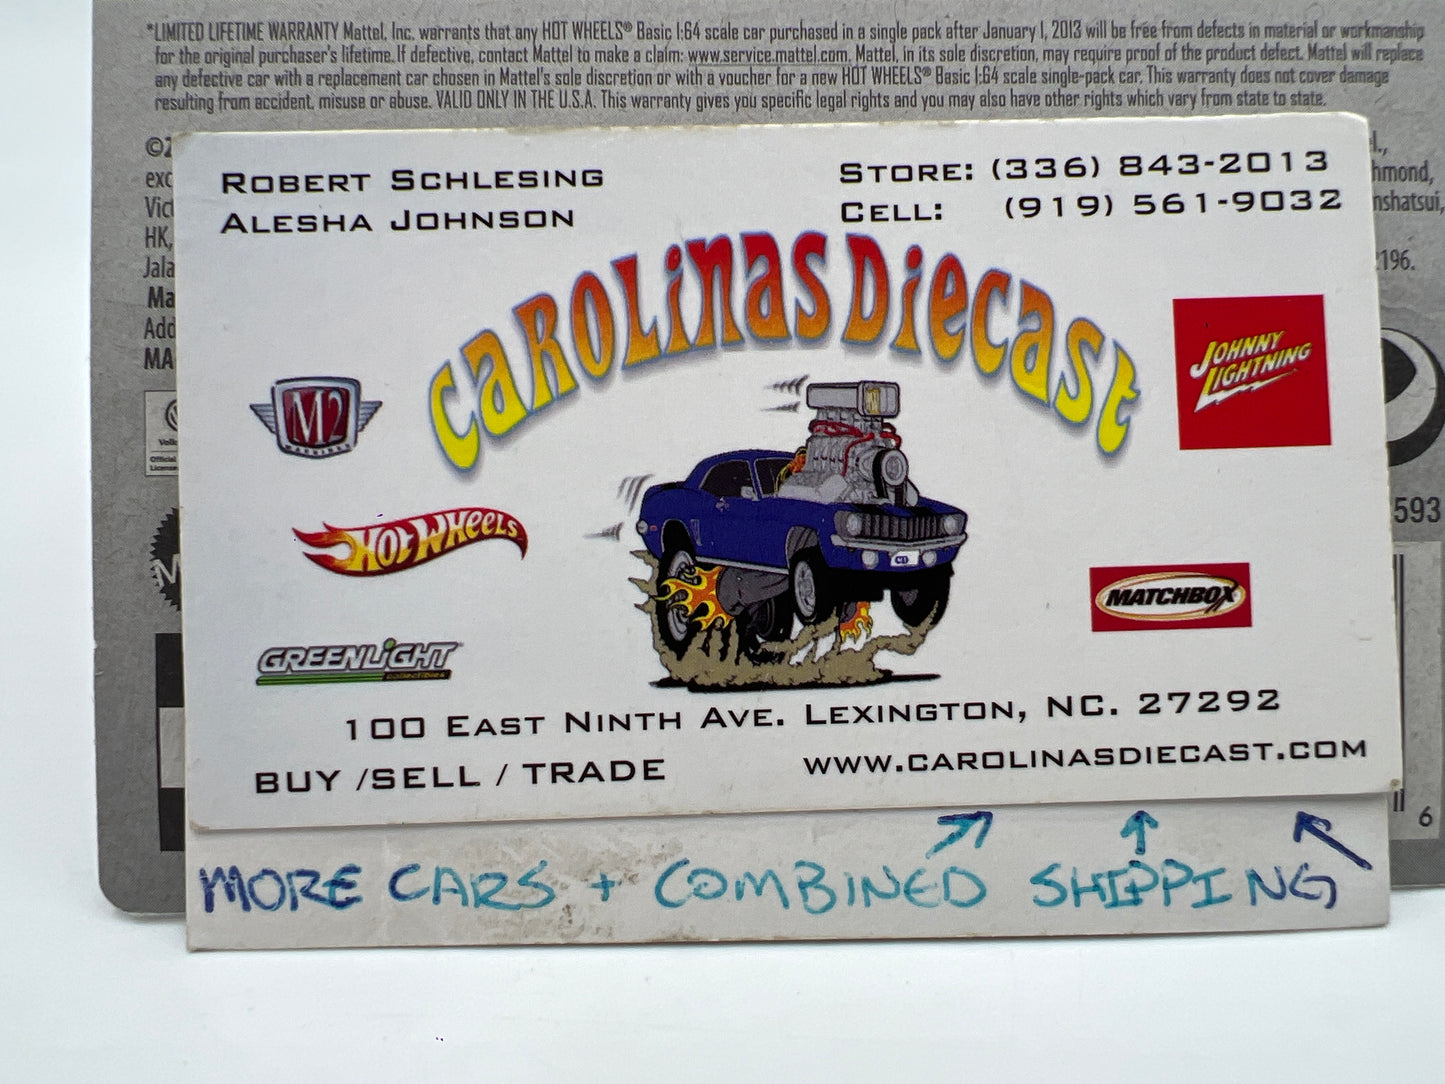 *LIMITED LIFETIME WARRANTY Mattel, Inc. warrants that any HOT WHEELS® Basic 1:64 scale car purchased in a single pack after January 1, 2013 will be free from defects in material or workmanship
for the original purchaser's lifetime. If defective, contact Mattel to make a claim: www.service.mattel.com. Mattel, in its sole discretion, may require proof of the product defect. Mattel will replace
any defective car with a replacement car chosen in Mattel's sole discretion or with a voucher for a new HOT WHEELS® Basic 1:64 scale single-pack car. This warranty does not cover damage
resulting from accident, misuse or abuse. VALID ONLY IN THE U.S.A. This warranty gives you specific legal rights and you may also have other rights which vary from state to state.
ROBERT SCHLESING
ALESHA JOHNSON
STORE: (336) 843-2013
CELL: (919) 561-9032
CAROLINAS DIECAST
M2
MACHINES
JOHNNY
LIGHTNING
HOT WHEELS
MATCHBOX
GREENLIGHT
COLLECTIBLES
100 EAST NINTH AVE. LEXINGTON, NC. 27292
BUY /SELL / TRADE
WWW.CAROLINASDIECAST.COM
MORE CARS + COMBINED SHIPPING
HK,
196.
593
6